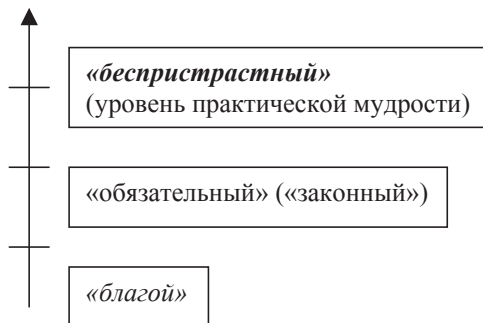 «беспристрастный»
(уровень практической мудрости)
«обязательный» («законный»)
«благой»